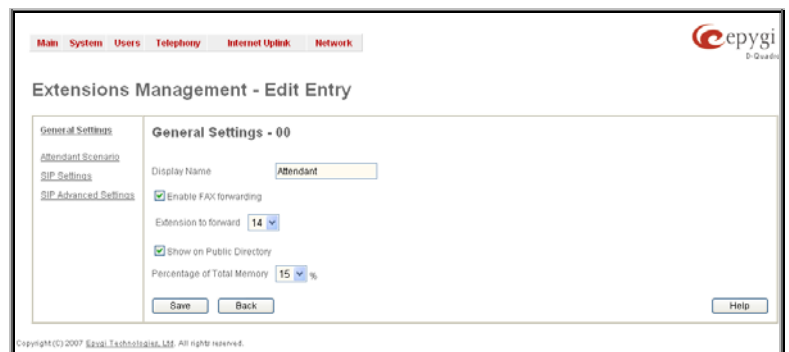 Main System Users Telephony Internet Uplink Network
epygi
D-Quadro
Extensions Management - Edit Entry
General Settings
Attendant Scenario
SIP Settings
SIP Advanced Settings
General Settings - 00
Display Name Attendant
Enable FAX forwarding
Extension to forward 14
Show on Public Directory
Percentage of Total Memory 15 %
Save Back Help
Copyright (C) 2007 Epygi Technologies, Ltd. All rights reserved.